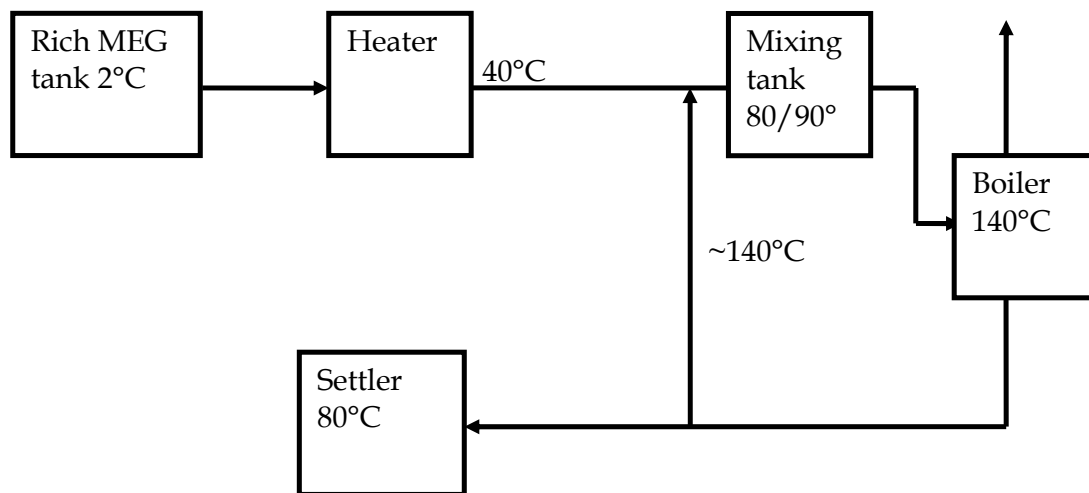 Rich MEG
tank 2°C
Heater
40°C
Mixing
tank
80/90°
Boiler
140°C
~140°C
Settler
80°C